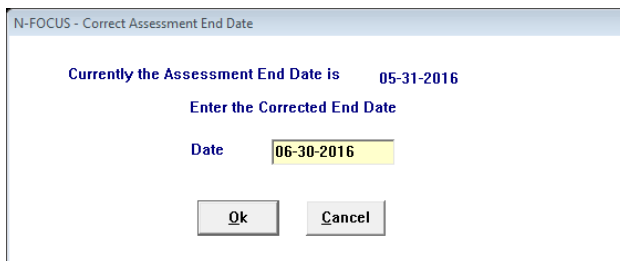 N-FOCUS - Correct Assessment End Date
Currently the Assessment End Date is 05-31-2016
Enter the Corrected End Date
Date 06-30-2016
Ok Cancel